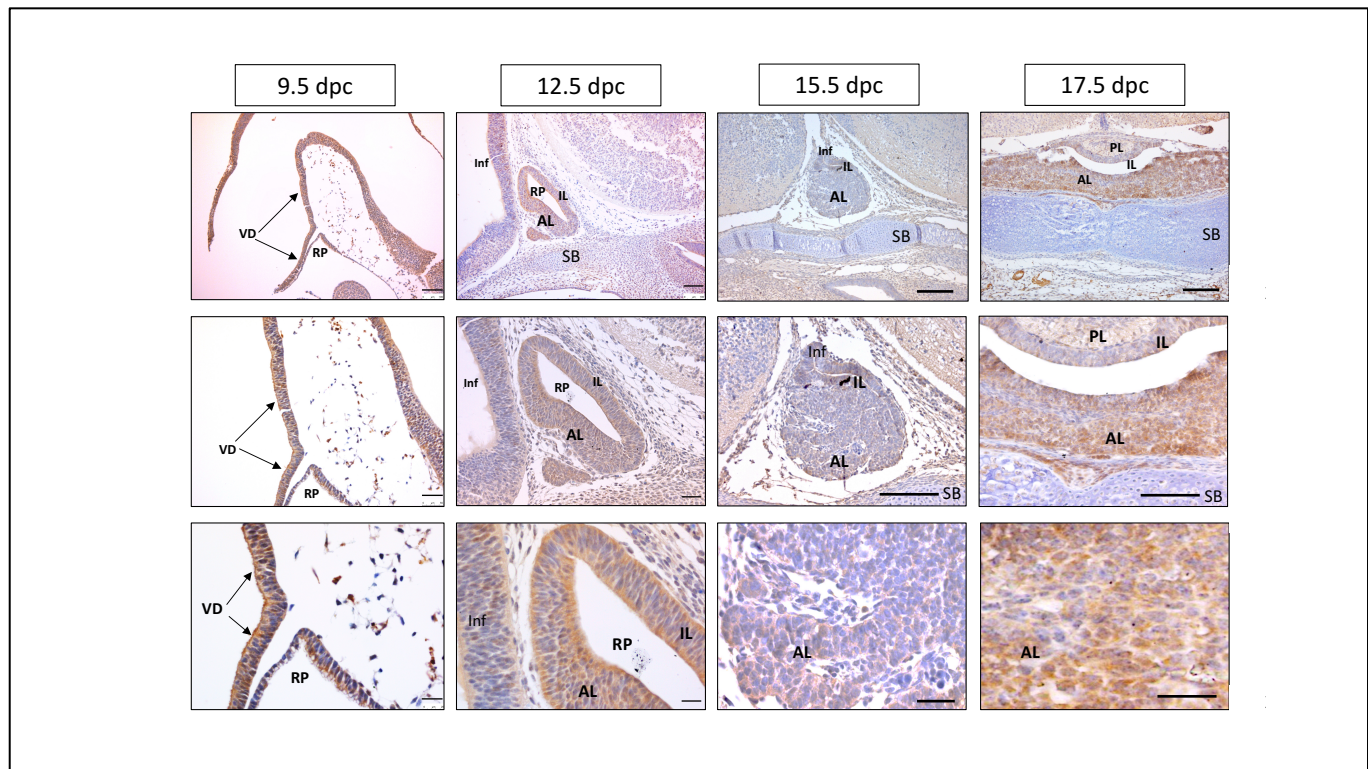 9.5 dpc
12.5 dpc
15.5 dpc
17.5 dpc
VD
RP
Inf
RP
IL
AL
SB
Inf
IL
AL
SB
PL
IL
AL
SB
VD
RP
Inf
RP
IL
AL
Inf
IL
AL
SB
PL
IL
AL
SB
VD
RP
Inf
RP
IL
AL
AL
AL